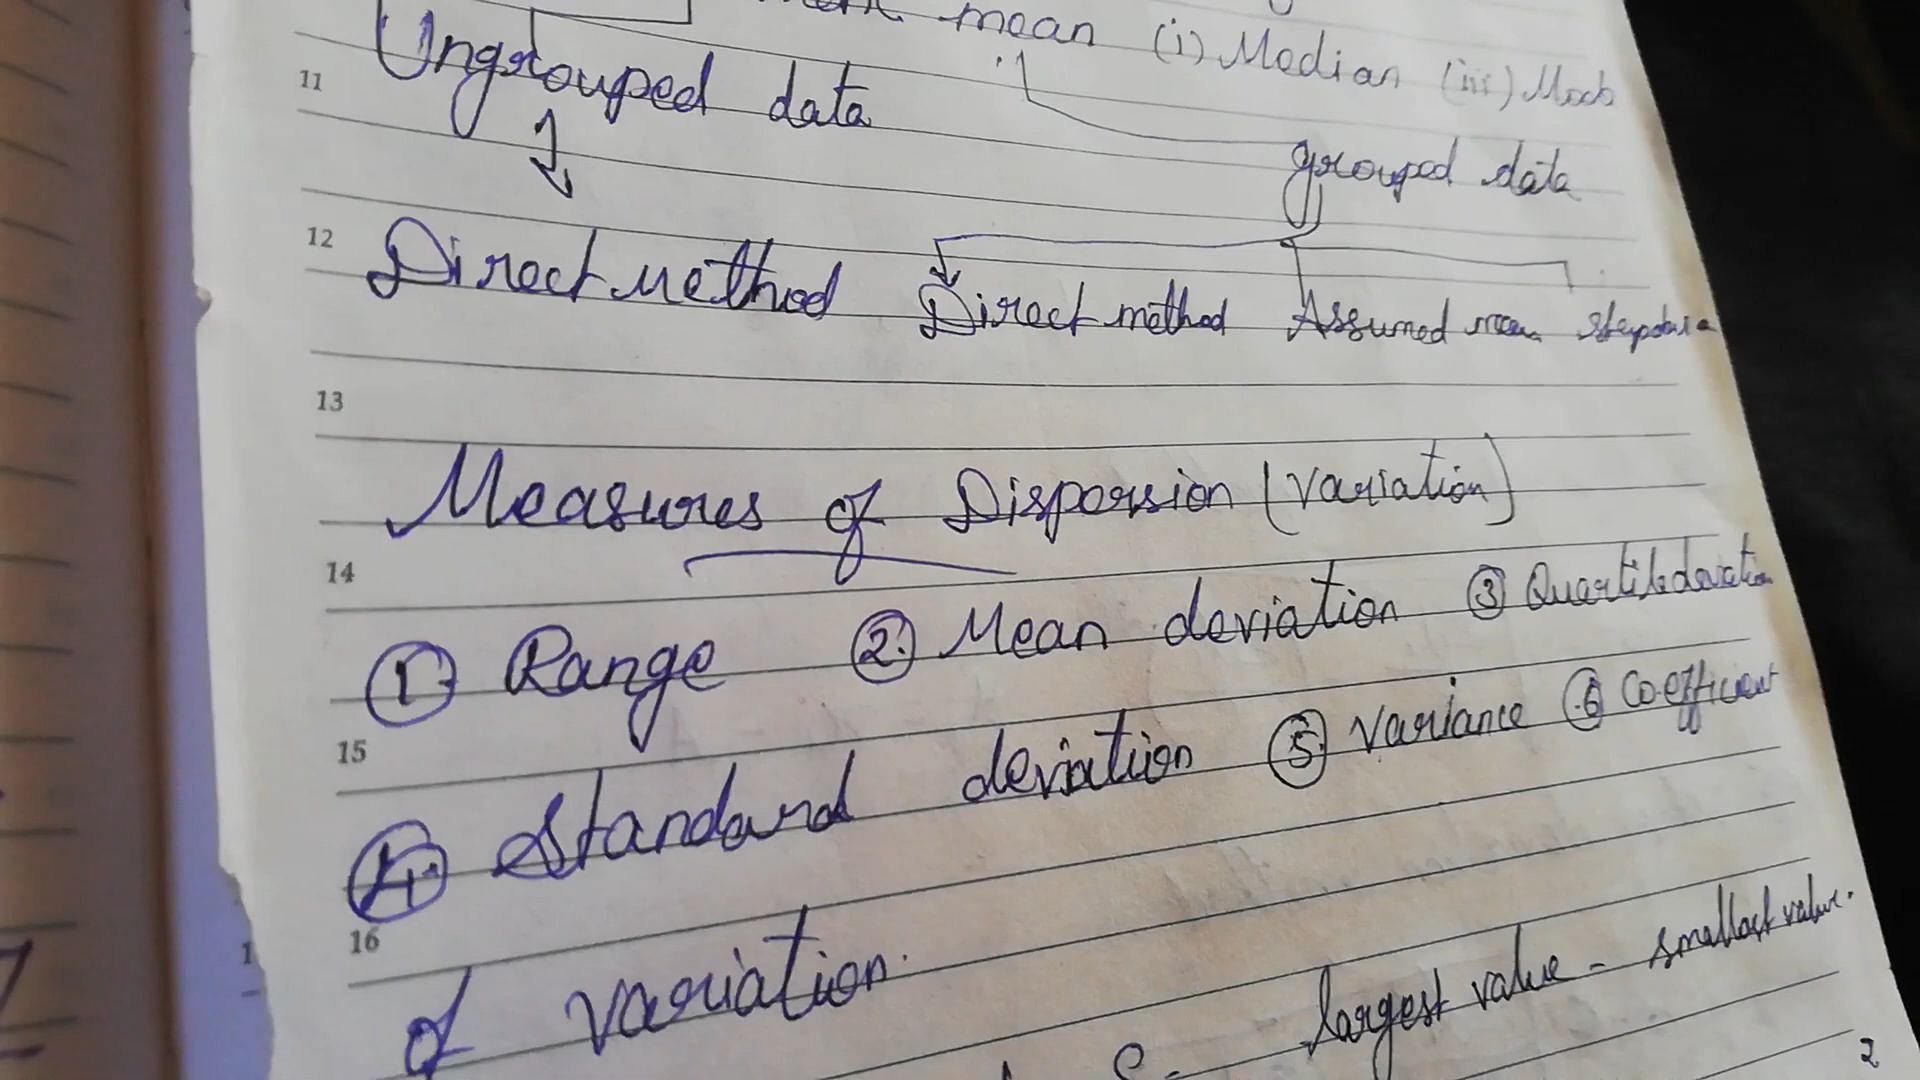 mean (i) Median (iii)
11 Ungrouped data
grouped data
12 Direct method Direct method Assumed mean
13
Measures of Dispersion (variation)
14
① Range ② Mean deviation ③ Quartile deviation
15
④ Standard deviation ⑤ variance ⑥ Coefficient
16
of variation.
largest value - smallest value.
2